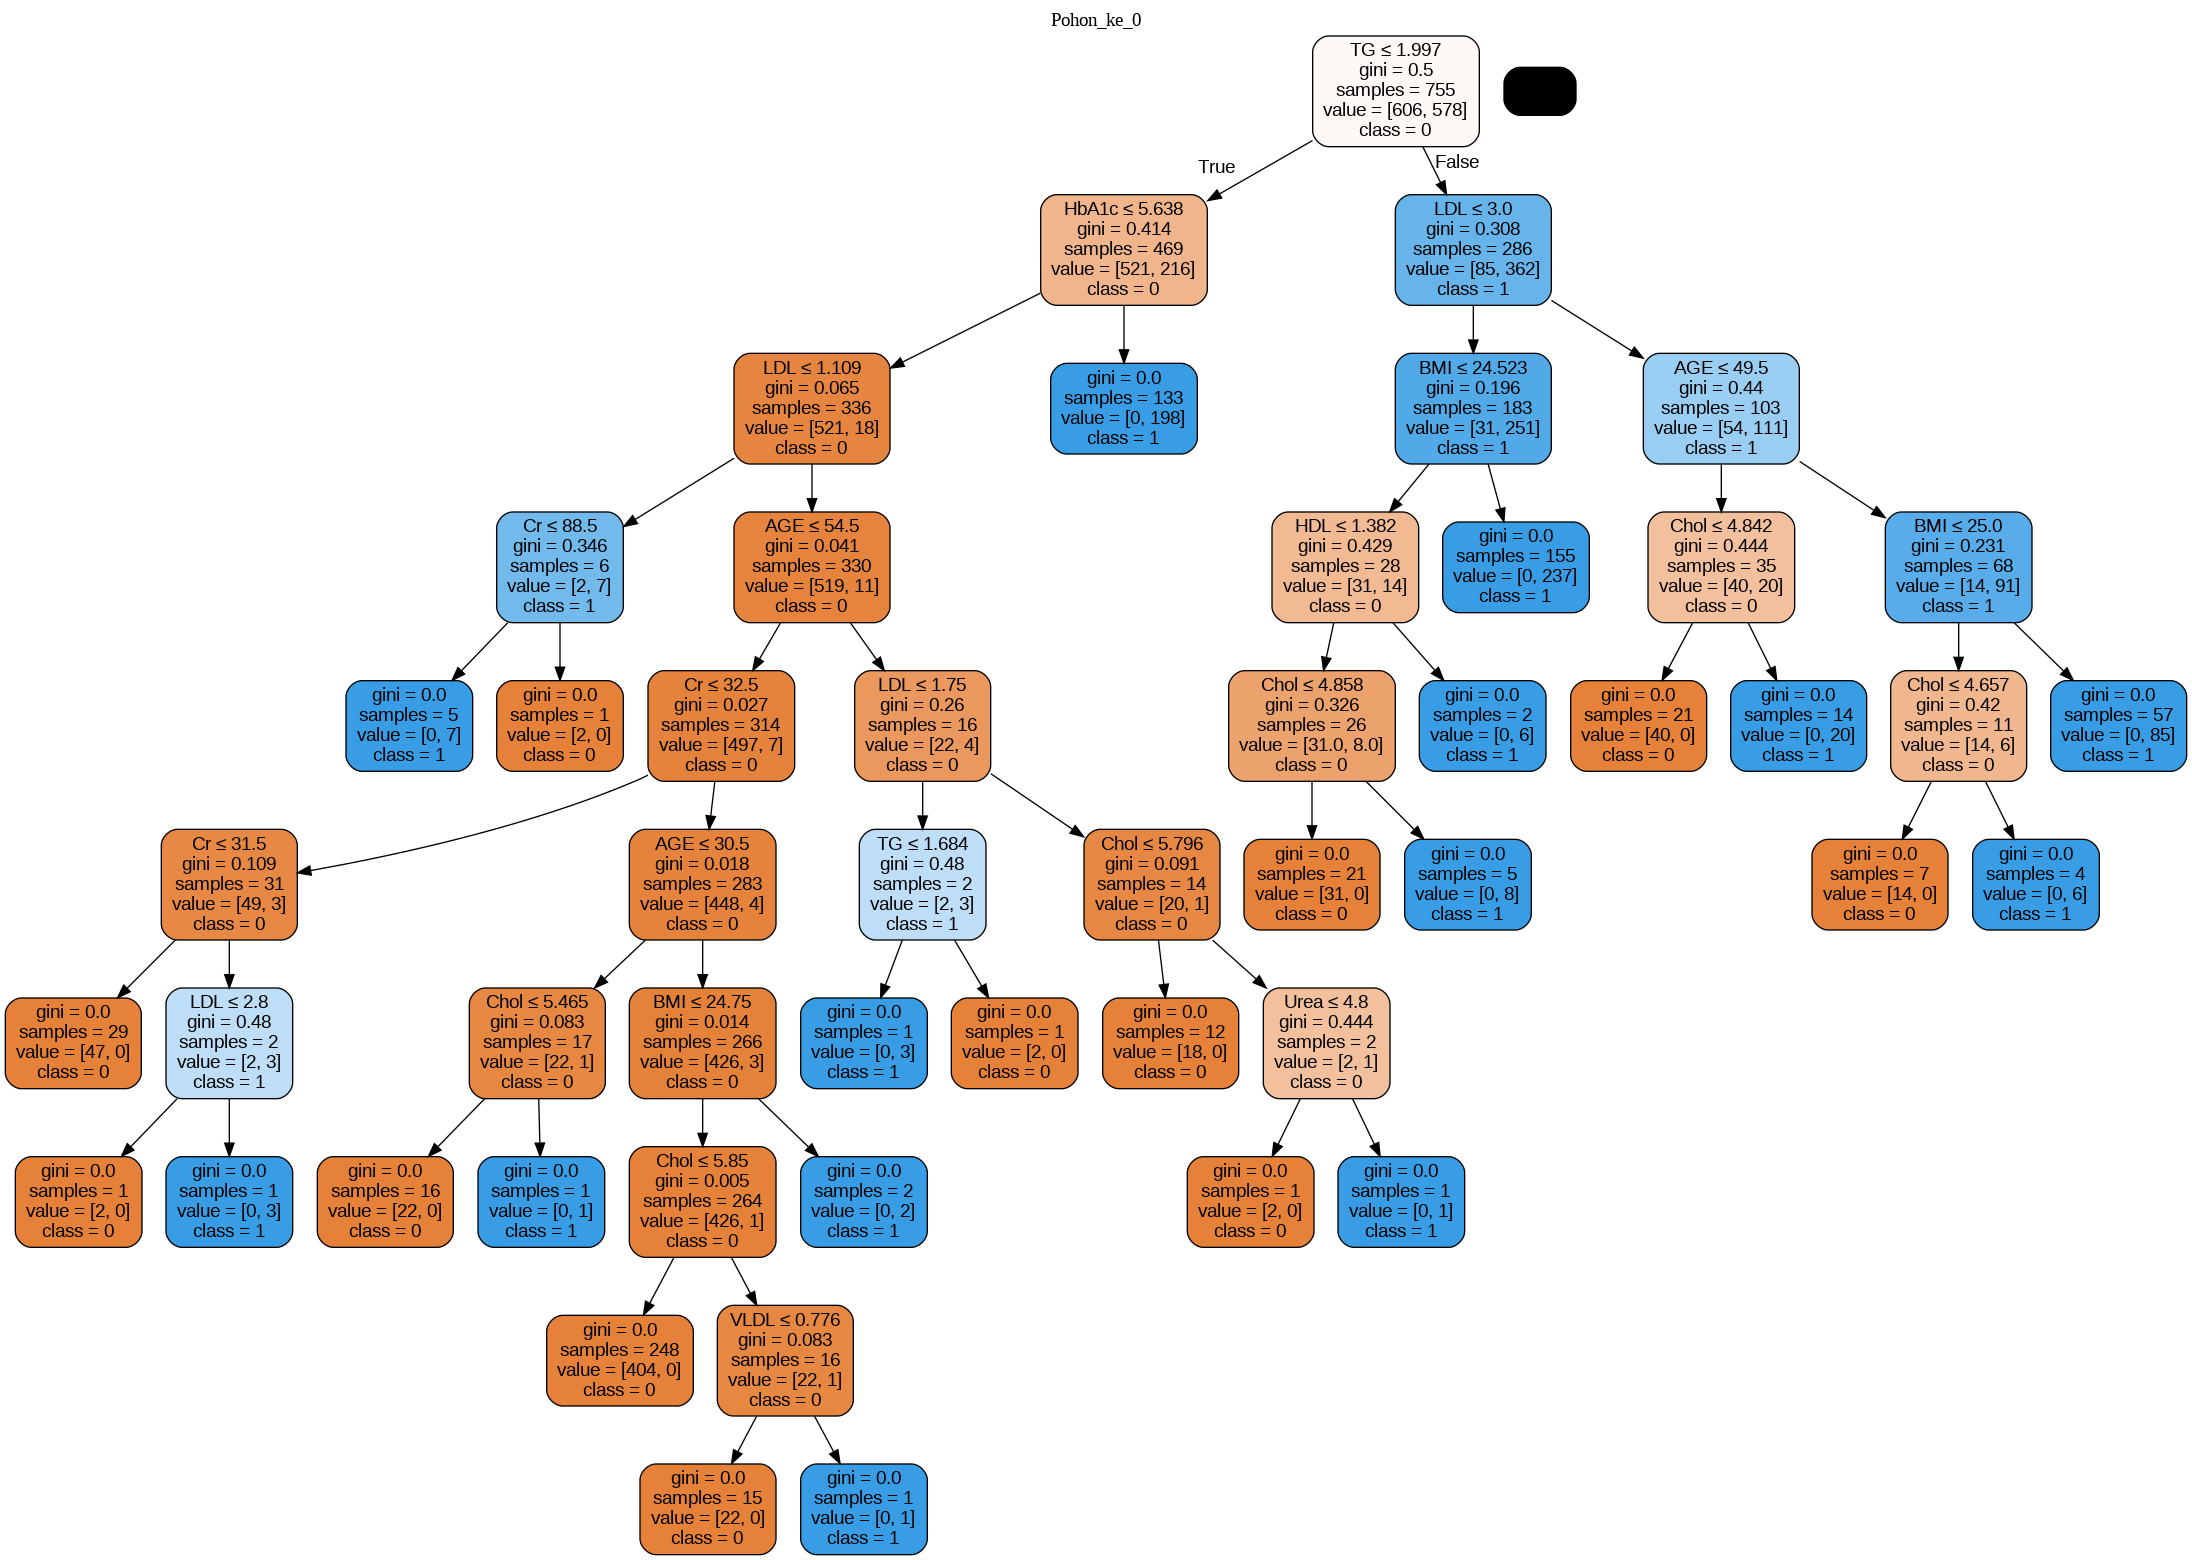 Pohon_ke_0
TG ≤ 1.997
gini = 0.5
samples = 755
value = [606, 578]
class = 0
True
False
HbA1c ≤ 5.638
gini = 0.414
samples = 469
value = [521, 216]
class = 0
LDL ≤ 3.0
gini = 0.308
samples = 286
value = [85, 362]
class = 1
LDL ≤ 1.109
gini = 0.065
samples = 336
value = [521, 18]
class = 0
gini = 0.0
samples = 133
value = [0, 198]
class = 1
BMI ≤ 24.523
gini = 0.196
samples = 183
value = [31, 251]
class = 1
AGE ≤ 49.5
gini = 0.44
samples = 103
value = [54, 111]
class = 1
Cr ≤ 88.5
gini = 0.346
samples = 6
value = [2, 7]
class = 1
AGE ≤ 54.5
gini = 0.041
samples = 330
value = [519, 11]
class = 0
HDL ≤ 1.382
gini = 0.429
samples = 28
value = [31, 14]
class = 0
gini = 0.0
samples = 155
value = [0, 237]
class = 1
Chol ≤ 4.842
gini = 0.444
samples = 35
value = [40, 20]
class = 0
BMI ≤ 25.0
gini = 0.231
samples = 68
value = [14, 91]
class = 1
gini = 0.0
samples = 5
value = [0, 7]
class = 1
gini = 0.0
samples = 1
value = [2, 0]
class = 0
Cr ≤ 32.5
gini = 0.027
samples = 314
value = [497, 7]
class = 0
LDL ≤ 1.75
gini = 0.26
samples = 16
value = [22, 4]
class = 0
Chol ≤ 4.858
gini = 0.326
samples = 26
value = [31.0, 8.0]
class = 0
gini = 0.0
samples = 2
value = [0, 6]
class = 1
gini = 0.0
samples = 21
value = [40, 0]
class = 0
gini = 0.0
samples = 14
value = [0, 20]
class = 1
Chol ≤ 4.657
gini = 0.42
samples = 11
value = [14, 6]
class = 0
gini = 0.0
samples = 57
value = [0, 85]
class = 1
Cr ≤ 31.5
gini = 0.109
samples = 31
value = [49, 3]
class = 0
AGE ≤ 30.5
gini = 0.018
samples = 283
value = [448, 4]
class = 0
TG ≤ 1.684
gini = 0.48
samples = 2
value = [2, 3]
class = 1
Chol ≤ 5.796
gini = 0.091
samples = 14
value = [20, 1]
class = 0
gini = 0.0
samples = 21
value = [31, 0]
class = 0
gini = 0.0
samples = 5
value = [0, 8]
class = 1
gini = 0.0
samples = 7
value = [14, 0]
class = 0
gini = 0.0
samples = 4
value = [0, 6]
class = 1
gini = 0.0
samples = 29
value = [47, 0]
class = 0
LDL ≤ 2.8
gini = 0.48
samples = 2
value = [2, 3]
class = 1
Chol ≤ 5.465
gini = 0.083
samples = 17
value = [22, 1]
class = 0
BMI ≤ 24.75
gini = 0.014
samples = 266
value = [426, 3]
class = 0
gini = 0.0
samples = 1
value = [0, 3]
class = 1
gini = 0.0
samples = 1
value = [2, 0]
class = 0
gini = 0.0
samples = 12
value = [18, 0]
class = 0
Urea ≤ 4.8
gini = 0.444
samples = 2
value = [2, 1]
class = 0
gini = 0.0
samples = 1
value = [2, 0]
class = 0
gini = 0.0
samples = 1
value = [0, 3]
class = 1
gini = 0.0
samples = 16
value = [22, 0]
class = 0
gini = 0.0
samples = 1
value = [0, 1]
class = 1
Chol ≤ 5.85
gini = 0.005
samples = 264
value = [426, 1]
class = 0
gini = 0.0
samples = 2
value = [0, 2]
class = 1
gini = 0.0
samples = 1
value = [2, 0]
class = 0
gini = 0.0
samples = 1
value = [0, 1]
class = 1
gini = 0.0
samples = 248
value = [404, 0]
class = 0
VLDL ≤ 0.776
gini = 0.083
samples = 16
value = [22, 1]
class = 0
gini = 0.0
samples = 15
value = [22, 0]
class = 0
gini = 0.0
samples = 1
value = [0, 1]
class = 1